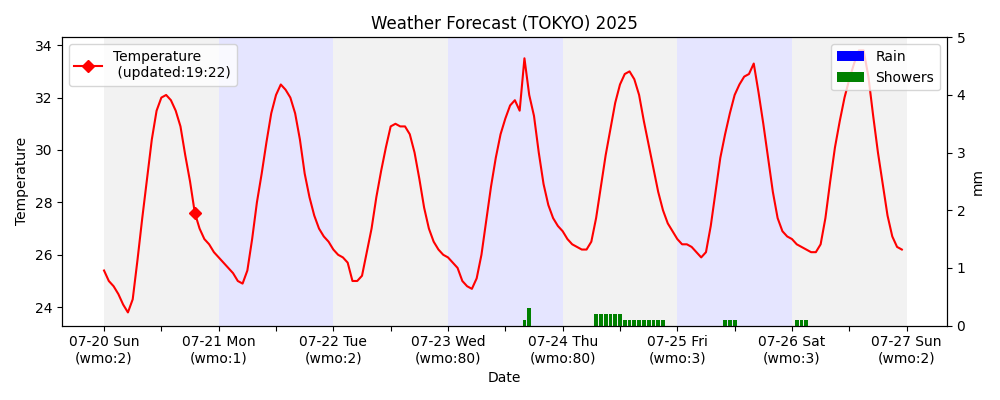 Weather Forecast (TOKYO) 2025
Temperature
(updated:19:22)
Rain
Showers
34
32
30
28
26
24
Temperature
5
4
3
2
1
0
mm
07-20 Sun
(wmo:2)
07-21 Mon
(wmo:1)
07-22 Tue
(wmo:2)
07-23 Wed
(wmo:80)
07-24 Thu
(wmo:80)
07-25 Fri
(wmo:3)
07-26 Sat
(wmo:3)
07-27 Sun
(wmo:2)
Date